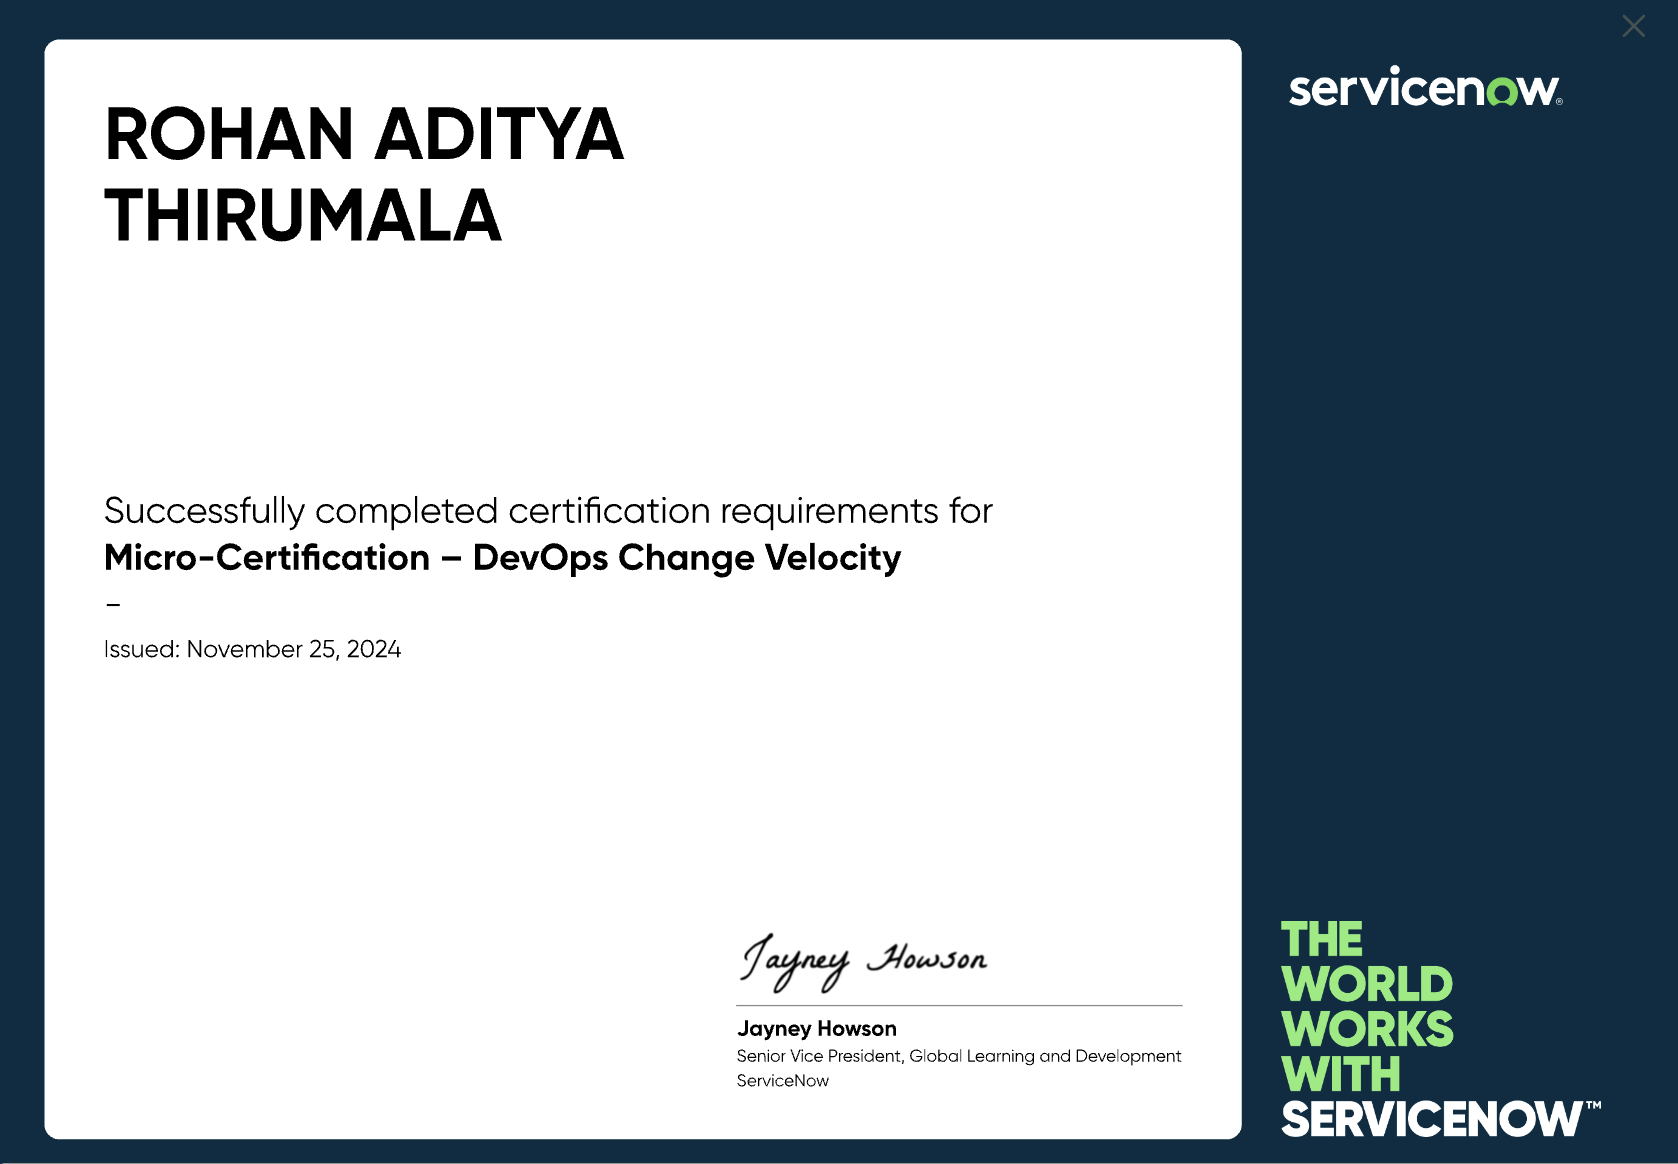 ROHAN ADITYA
THIRUMALA
Successfully completed certification requirements for
Micro-Certification – DevOps Change Velocity
–
Issued: November 25, 2024
Jayney Howson
Jayney Howson
Senior Vice President, Global Learning and Development
ServiceNow
servicenow®
THE
WORLD
WORKS
WITH
SERVICENOW™